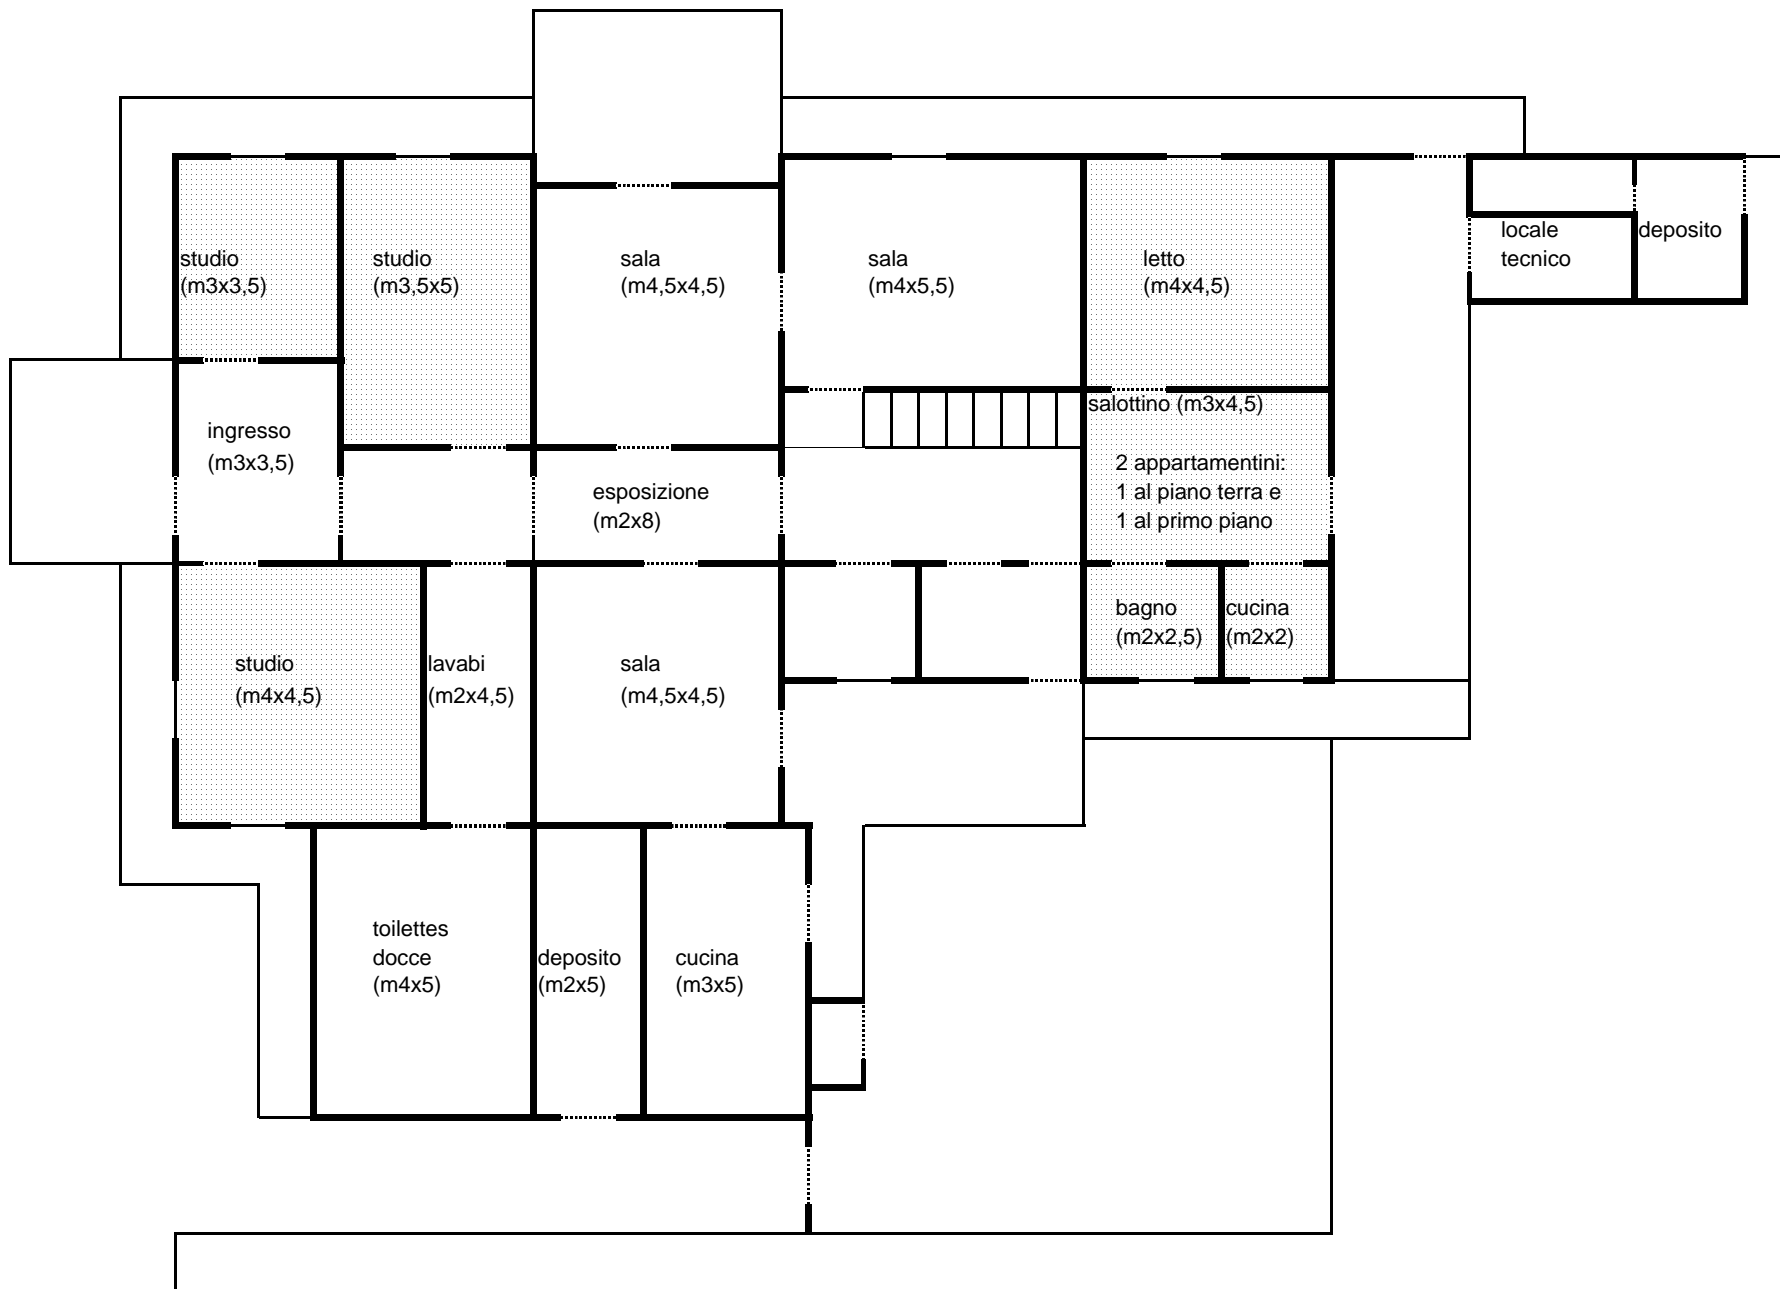 studio
(m3x3,5)
studio
(m3,5x5)
sala
(m4,5x4,5)
sala
(m4x5,5)
letto
(m4x4,5)
locale
tecnico
deposito
ingresso
(m3x3,5)
esposizione
(m2x8)
salottino (m3x4,5)
2 appartamentini:
1 al piano terra e
1 al primo piano
studio
(m4x4,5)
lavabi
(m2x4,5)
sala
(m4,5x4,5)
bagno
(m2x2,5)
cucina
(m2x2)
toilettes
docce
(m4x5)
deposito
(m2x5)
cucina
(m3x5)